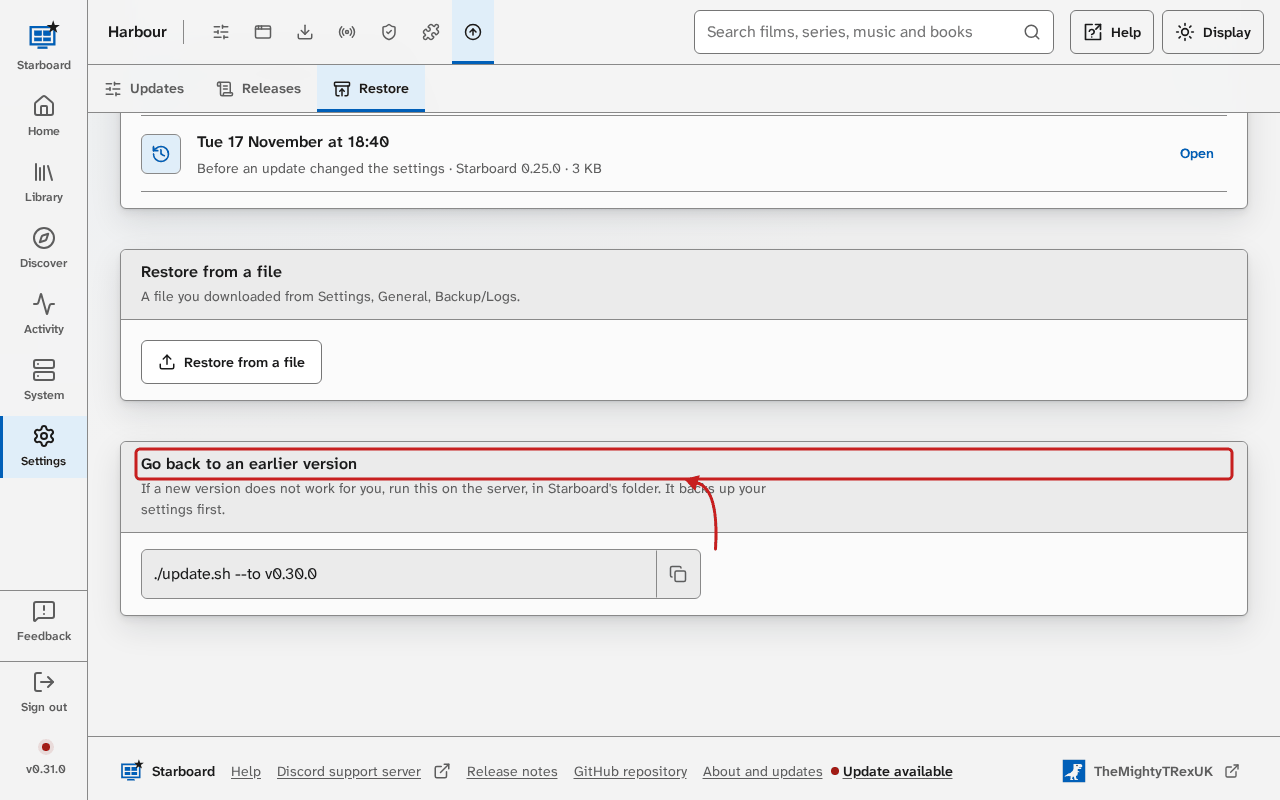 Starboard
Home
Library
Discover
Activity
System
Settings
Feedback
Sign out
v0.31.0
Harbour
Search films, series, music and books
Help
Display
Updates
Releases
Restore
Tue 17 November at 18:40
Before an update changed the settings · Starboard 0.25.0 · 3 KB
Open
Restore from a file
A file you downloaded from Settings, General, Backup/Logs.
Restore from a file
Go back to an earlier version
If a new version does not work for you, run this on the server, in Starboard's folder. It backs up your
settings first.
./update.sh --to v0.30.0
Starboard
Help
Discord support server
Release notes
GitHub repository
About and updates
Update available
TheMightyTRexUK